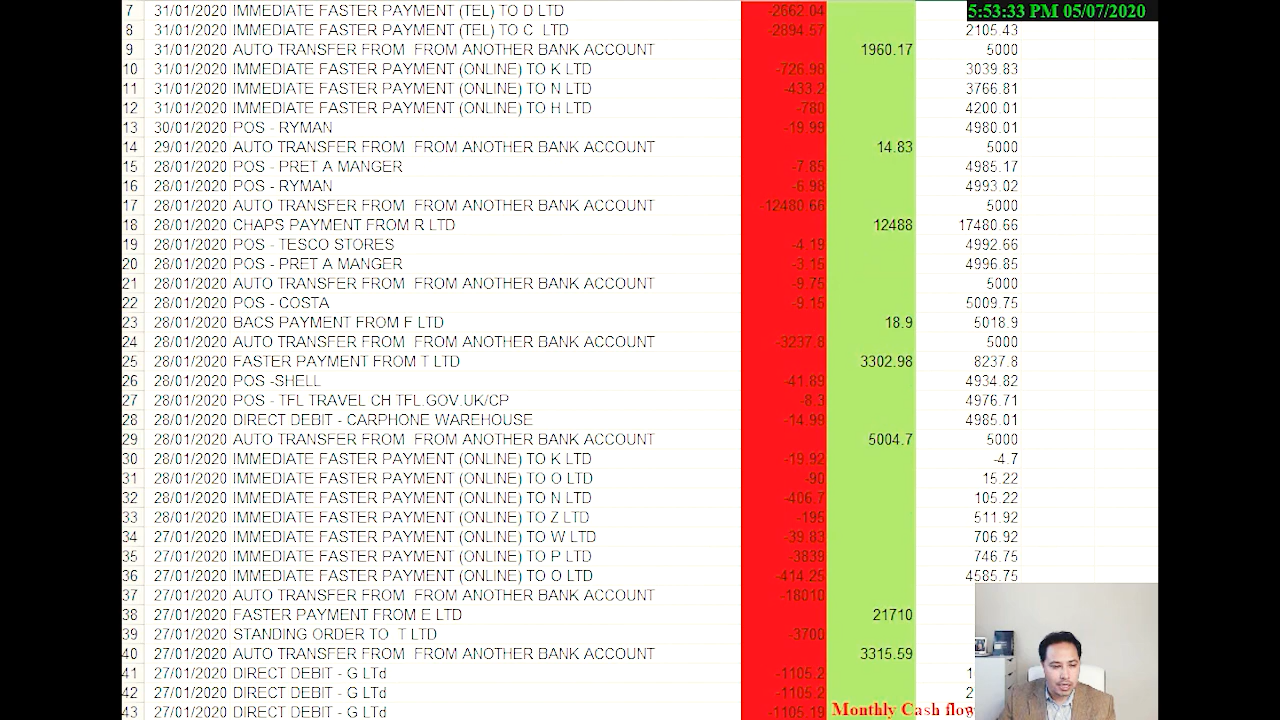 5:53:33 PM 05/07/2020
7 31/01/2020 IMMEDIATE FASTER PAYMENT (TEL) TO D LTD -2662.04
8 31/01/2020 IMMEDIATE FASTER PAYMENT (TEL) TO C LTD -2894.57 2105.43
9 31/01/2020 AUTO TRANSFER FROM FROM ANOTHER BANK ACCOUNT 1960.17 5000
10 31/01/2020 IMMEDIATE FASTER PAYMENT (ONLINE) TO K LTD -726.98 3039.83
11 31/01/2020 IMMEDIATE FASTER PAYMENT (ONLINE) TO N LTD -433.2 3766.81
12 31/01/2020 IMMEDIATE FASTER PAYMENT (ONLINE) TO H LTD -780 4200.01
13 30/01/2020 POS - RYMAN -19.99 4980.01
14 29/01/2020 AUTO TRANSFER FROM FROM ANOTHER BANK ACCOUNT 14.83 5000
15 28/01/2020 POS - PRET A MANGER -7.85 4985.17
16 28/01/2020 POS - RYMAN -6.98 4993.02
17 28/01/2020 AUTO TRANSFER FROM FROM ANOTHER BANK ACCOUNT -12480.66 5000
18 28/01/2020 CHAPS PAYMENT FROM R LTD 12488 17480.66
19 28/01/2020 POS - TESCO STORES -4.19 4992.66
20 28/01/2020 POS - PRET A MANGER -3.15 4996.85
21 28/01/2020 AUTO TRANSFER FROM FROM ANOTHER BANK ACCOUNT -9.75 5000
22 28/01/2020 POS - COSTA -9.15 5009.75
23 28/01/2020 BACS PAYMENT FROM F LTD 18.9 5018.9
24 28/01/2020 AUTO TRANSFER FROM FROM ANOTHER BANK ACCOUNT -3237.8 5000
25 28/01/2020 FASTER PAYMENT FROM T LTD 3302.98 8237.8
26 28/01/2020 POS -SHELL -41.89 4934.82
27 28/01/2020 POS - TFL TRAVEL CH TFL.GOV.UK/CP -8.3 4976.71
28 28/01/2020 DIRECT DEBIT - CARPHONE WAREHOUSE -14.99 4985.01
29 28/01/2020 AUTO TRANSFER FROM FROM ANOTHER BANK ACCOUNT 5004.7 5000
30 28/01/2020 IMMEDIATE FASTER PAYMENT (ONLINE) TO K LTD -19.92 -4.7
31 28/01/2020 IMMEDIATE FASTER PAYMENT (ONLINE) TO O LTD -90 15.22
32 28/01/2020 IMMEDIATE FASTER PAYMENT (ONLINE) TO N LTD -406.7 105.22
33 28/01/2020 IMMEDIATE FASTER PAYMENT (ONLINE) TO Z LTD -195 511.92
34 27/01/2020 IMMEDIATE FASTER PAYMENT (ONLINE) TO W LTD -39.83 706.92
35 27/01/2020 IMMEDIATE FASTER PAYMENT (ONLINE) TO P LTD -3839 746.75
36 27/01/2020 IMMEDIATE FASTER PAYMENT (ONLINE) TO O LTD -414.25 4585.75
37 27/01/2020 AUTO TRANSFER FROM FROM ANOTHER BANK ACCOUNT -18010
38 27/01/2020 FASTER PAYMENT FROM E LTD 21710
39 27/01/2020 STANDING ORDER TO T LTD -3700
40 27/01/2020 AUTO TRANSFER FROM FROM ANOTHER BANK ACCOUNT 3315.59
41 27/01/2020 DIRECT DEBIT - G LTD -1105.2
42 27/01/2020 DIRECT DEBIT - G LTD -1105.2
43 27/01/2020 DIRECT DEBIT - G LTD -1105.19
Monthly Cash flow